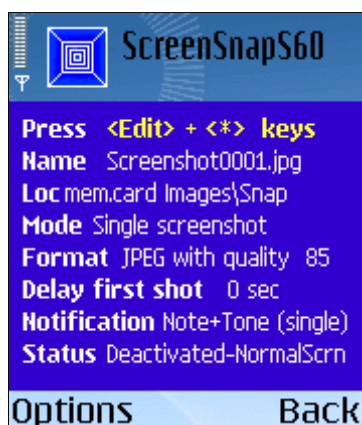 ScreenSnapS60
Press <Edit> + <*> keys
Name Screenshot0001.jpg
Loc mem.card Images\Snap
Mode Single screenshot
Format JPEG with quality 85
Delay first shot 0 sec
Notification Note+Tone (single)
Status Deactivated-NormalScrn
Options Back